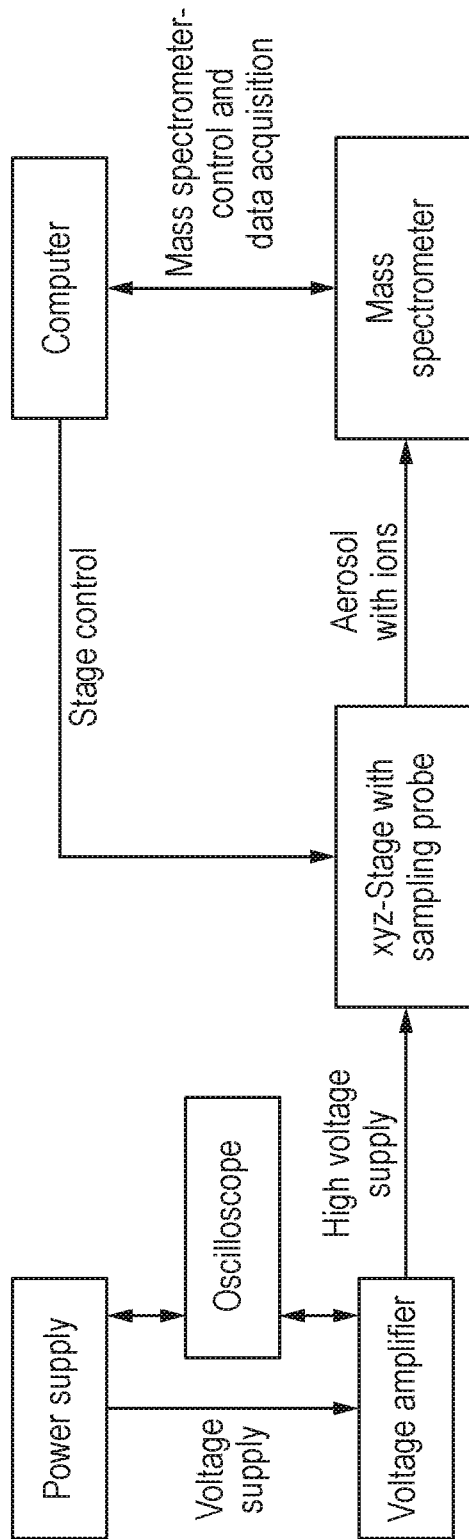 Power supply
Computer
Stage control
Oscilloscope
Voltage
supply
Mass spectrometer-
control and
data acquisition
High voltage
supply
Aerosol
with ions
Voltage amplifier
xyz-Stage with
sampling probe
Mass
spectrometer